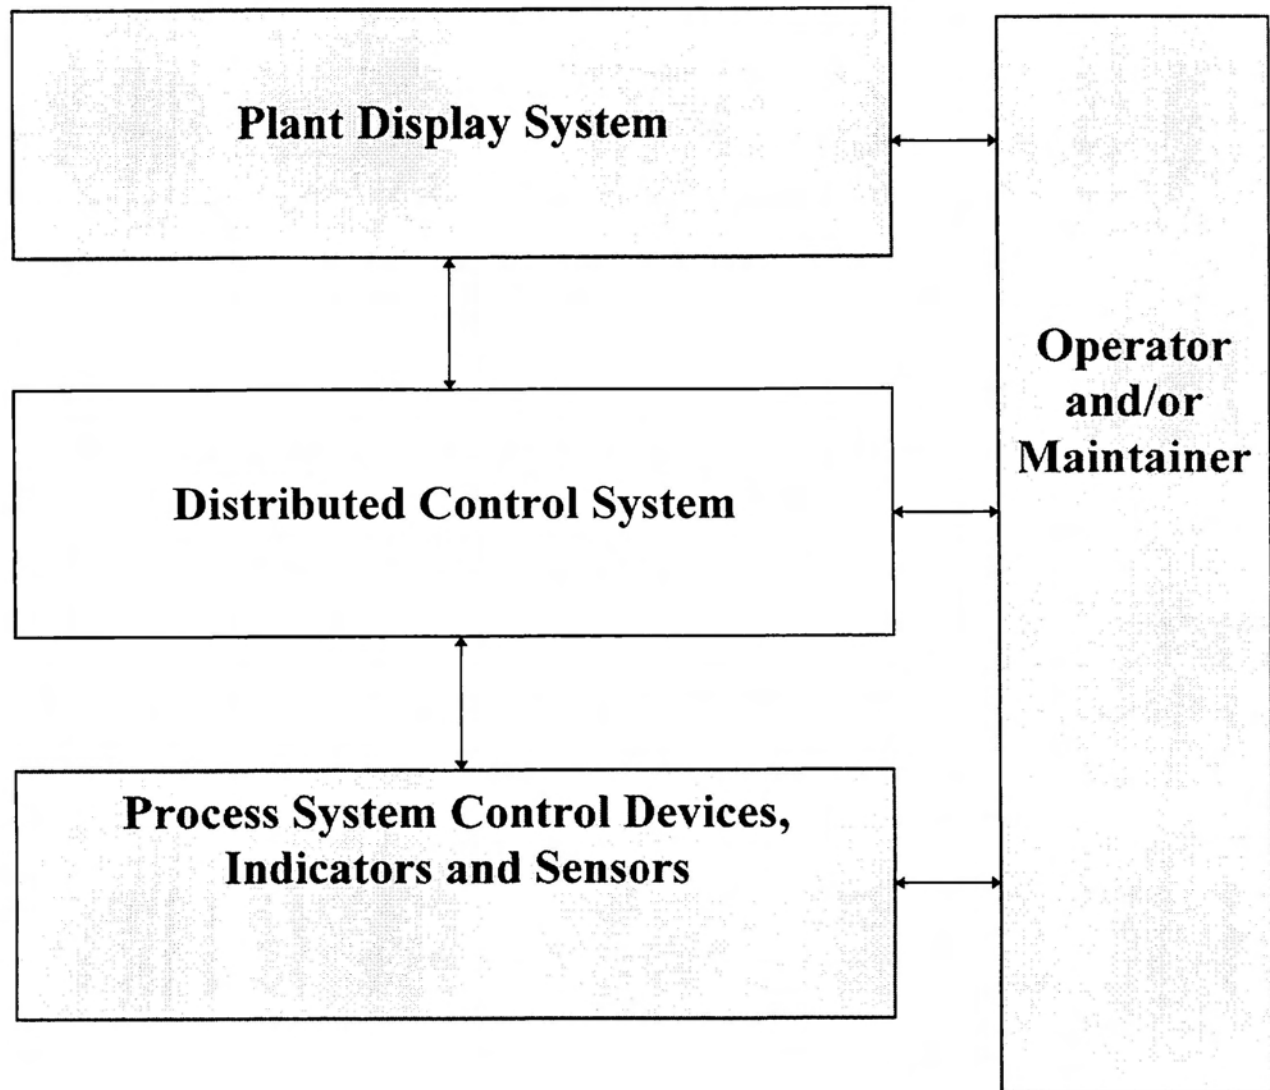 Plant Display System
Operator
and/or
Maintainer
Distributed Control System
Process System Control Devices,
Indicators and Sensors